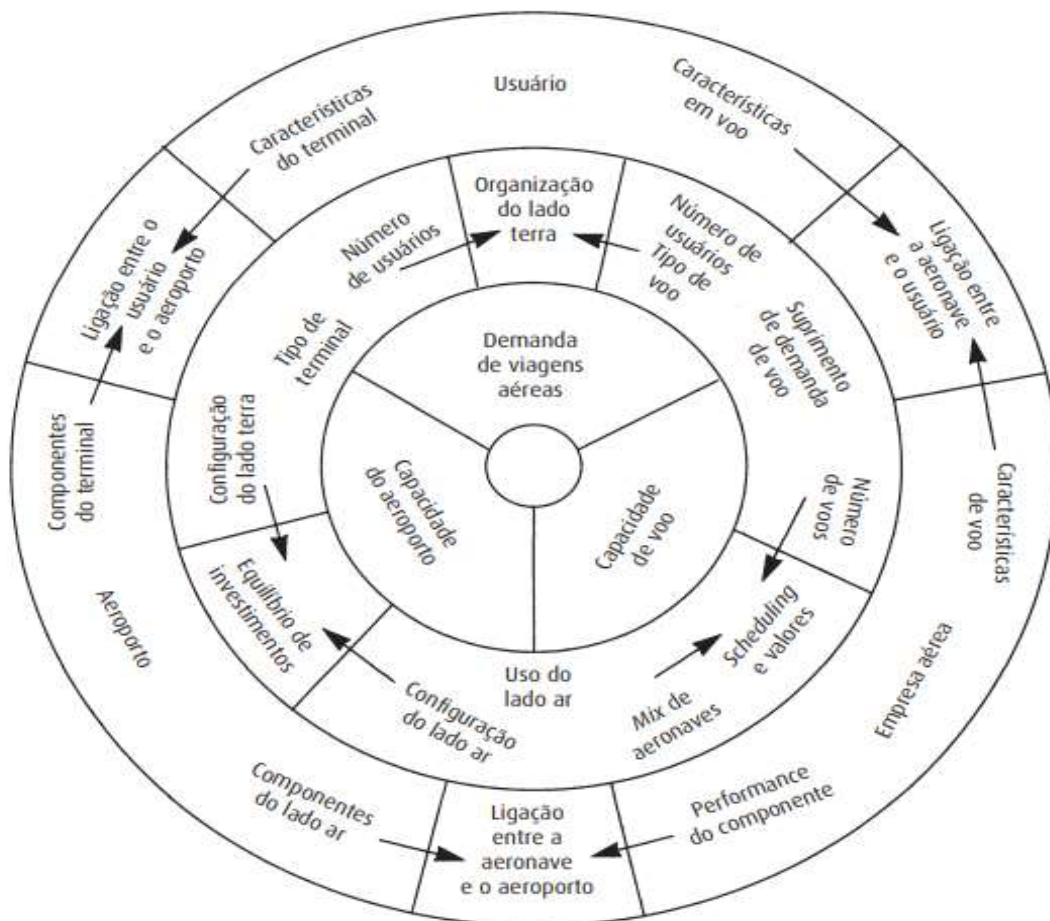 Usuário
Características
do terminal
Características
em voo
Ligação entre o
usuário
e o aeroporto
Ligação entre
a aeronave
e o usuário
Organização
do lado
terra
Número
de usuários
Número de
usuários
Tipo de
voo
Tipo de
terminal
Suprimento
de demanda
de voo
Demanda
de viagens
aéreas
Configuração
do lado terra
Componentes
do terminal
Capacidade
do aeroporto
Capacidade
de voo
Número
de voos
Características
de voo
Equilíbrio de
investimentos
Scheduling
e valores
Aeroporto
Uso do
lado ar
Configuração
do lado ar
Mix de
aeronaves
Empresa aérea
Componentes
do lado ar
Ligação
entre a
aeronave
e o aeroporto
Performance
do componente